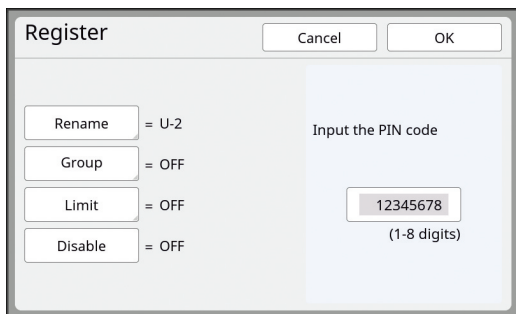 Register
Cancel
OK
Rename = U-2
Group = OFF
Limit = OFF
Disable = OFF
Input the PIN code
12345678
(1-8 digits)